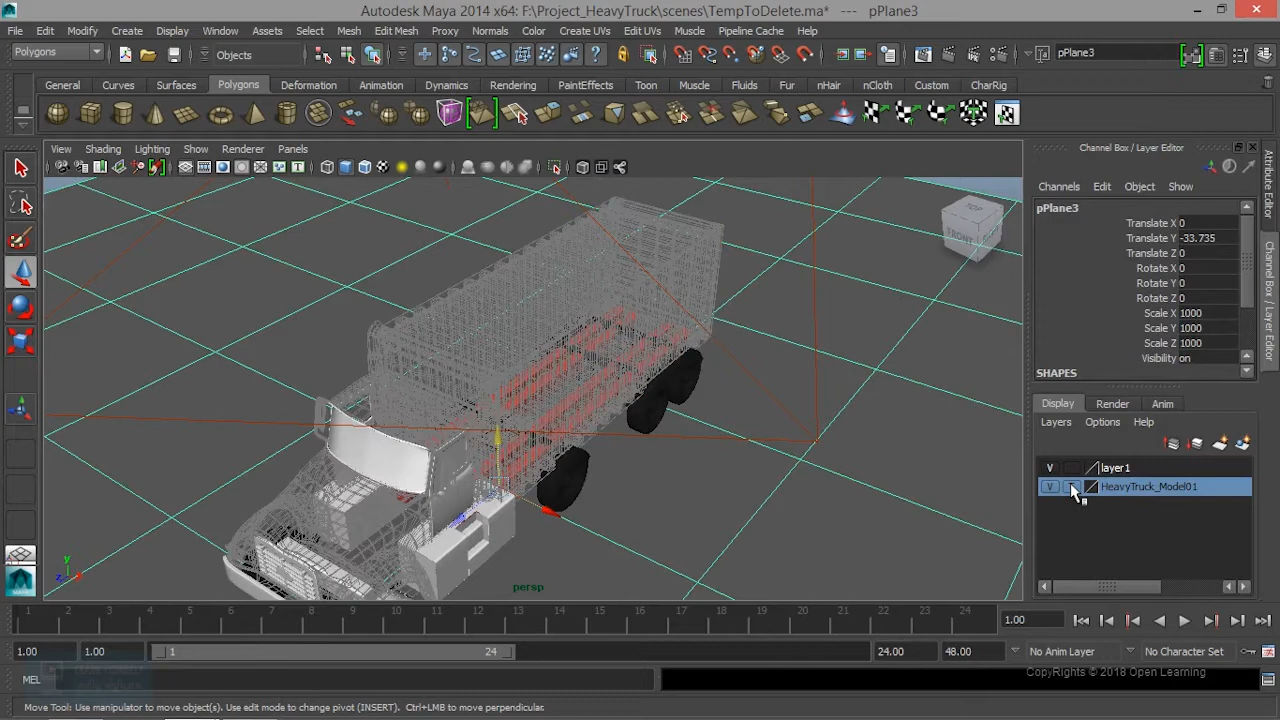 Autodesk Maya 2014 x64: F:\Project_HeavyTruck\scenes\TempToDelete.ma* --- pPlane3
File Edit Modify Create Display Window Assets Select Mesh Edit Mesh Proxy Normals Color Create UVs Edit UVs Muscle Pipeline Cache Help
Polygons Objects pPlane3
General Curves Surfaces Polygons Deformation Animation Dynamics Rendering PaintEffects Toon Muscle Fluids Fur nHair nCloth Custom CharRig
View Shading Lighting Show Renderer Panels
Channel Box / Layer Editor
Channels Edit Object Show
pPlane3
Translate X 0
Translate Y -33.735
Translate Z 0
Rotate X 0
Rotate Y 0
Rotate Z 0
Scale X 1000
Scale Y 1000
Scale Z 1000
Visibility on
SHAPES
Attribute Editor
Channel Box / Layer Editor
TOP
FRONT
Display Render Anim
Layers Options Help
V layer1
V T HeavyTruck_Model01
y
z x
persp
1 2 3 4 5 6 7 8 9 10 11 12 13 14 15 16 17 18 19 20 21 22 23 24 1.00
1.00 1.00 1 24 24.00 48.00 No Anim Layer No Character Set
CopyRights © 2018 Open Learning
MEL
Move Tool: Use manipulator to move object(s). Use edit mode to change pivot (INSERT). Ctrl+LMB to move perpendicular.